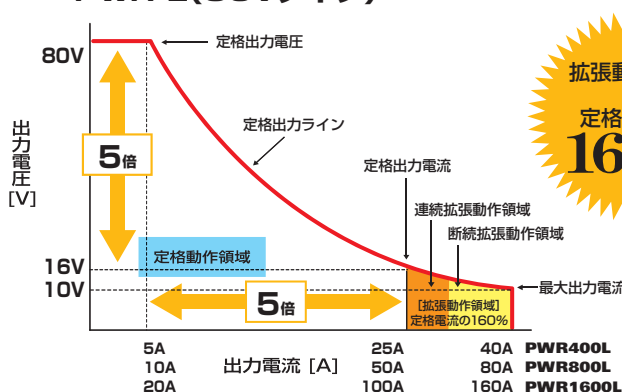 80V
定格出力電圧
拡張動
定格
16
出力電圧
[V]
5倍
定格出力ライン
定格出力電流
連続拡張動作領域
断続拡張動作領域
定格動作領域
16V
10V
5倍
最大出力電流
[拡張動作領域]
定格電流の160%
5A 25A 40A PWR400L
10A 出力電流 [A] 50A 80A PWR800L
20A 100A 160A PWR1600L